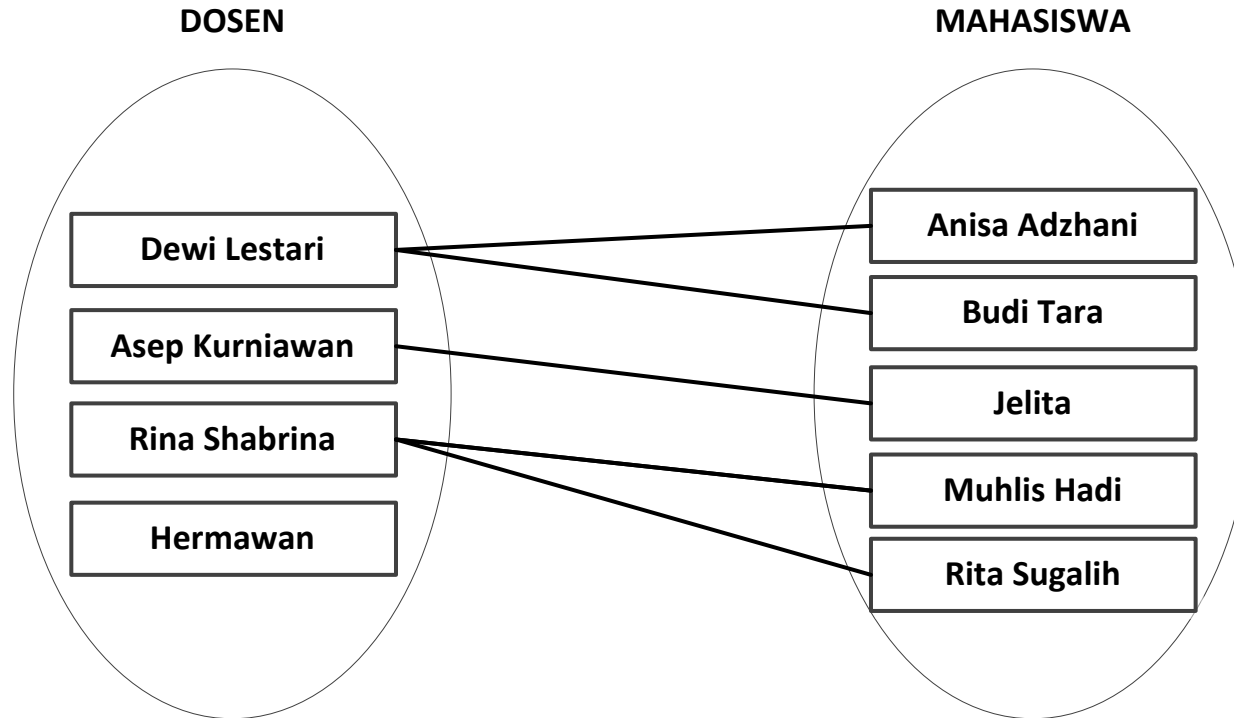 DOSEN
MAHASISWA
Dewi Lestari
Asep Kurniawan
Rina Shabrina
Hermawan
Anisa Adzhani
Budi Tara
Jelita
Muhlis Hadi
Rita Sugalih